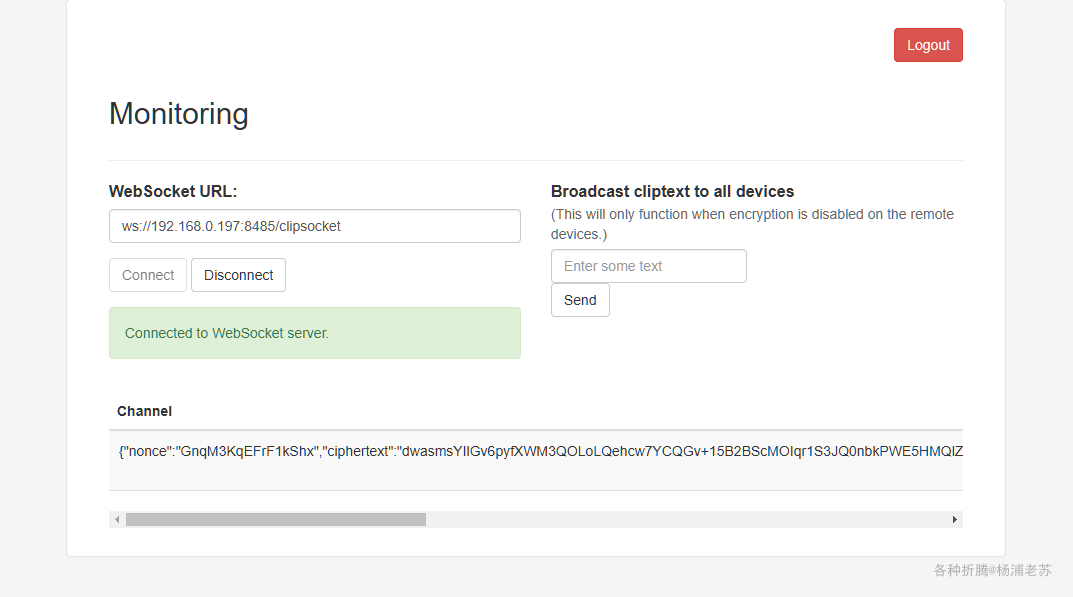 Logout
Monitoring
WebSocket URL:
ws://192.168.0.197:8485/clipsocket
Connect
Disconnect
Connected to WebSocket server.
Broadcast cliptext to all devices
(This will only function when encryption is disabled on the remote
devices.)
Enter some text
Send
Channel
{"nonce":"GnqM3KqEFrF1kShx","ciphertext":"dwasmsYIlGv6pyfXWM3QOLoLQehcw7YCQGv+15B2BScMOIqr1S3JQ0nbkPWE5HMQIZ
各种折腾@杨浦老苏